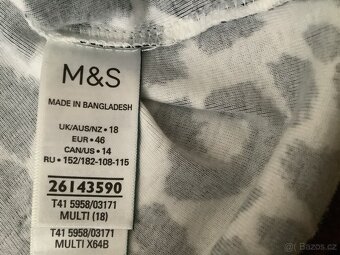 M&S
MADE IN BANGLADESH
UK/AUS/NZ • 18
EUR • 46
CAN/US • 14
RU • 152/182-108-115
26143590
T41 5958/03171
MULTI (18)
T41 5958/03171
MULTI X64B
Bazoš.cz